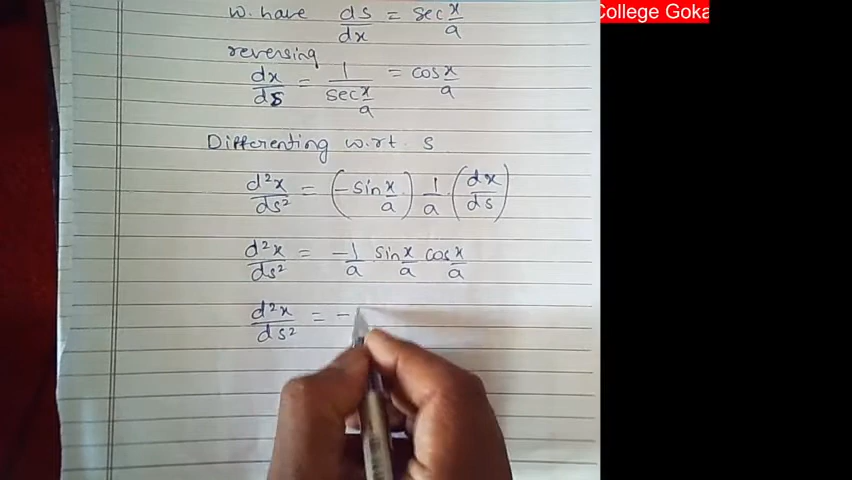 College Goka
W. have ds/dx = sec x/a
reversing
dx/ds = 1/(sec x/a) = cos x/a
Differenting w.r.t. s
d²x/ds² = (-sin x/a) 1/a (dx/ds)
d²x/ds² = -1/a sin x/a cos x/a
d²x/ds² = -